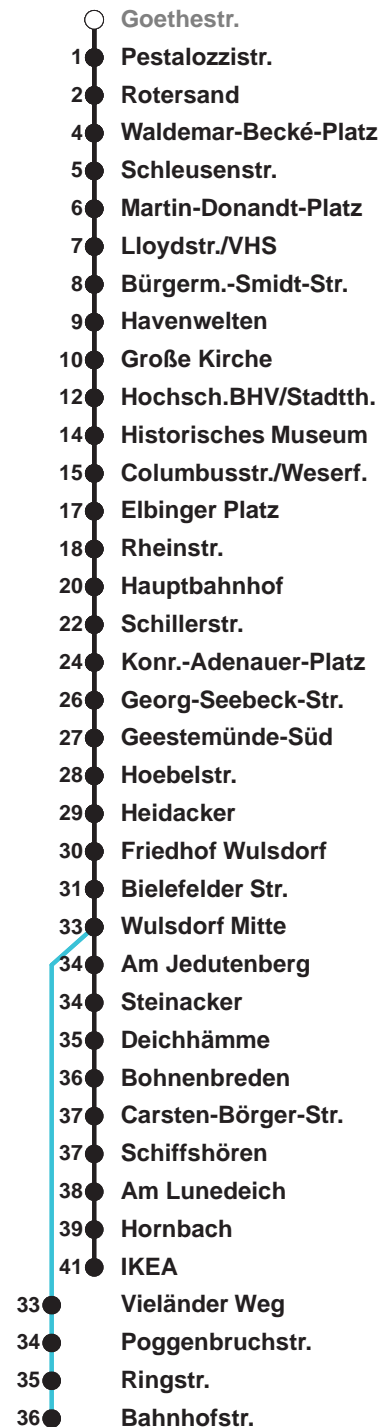 Goethestr.
1 Pestalozzistr.
2 Rotersand
4 Waldemar-Becké-Platz
5 Schleusenstr.
6 Martin-Donandt-Platz
7 Lloydstr./VHS
8 Bürgerm.-Smidt-Str.
9 Havenwelten
10 Große Kirche
12 Hochsch.BHV/Stadtth.
14 Historisches Museum
15 Columbusstr./Weserf.
17 Elbinger Platz
18 Rheinstr.
20 Hauptbahnhof
22 Schillerstr.
24 Konr.-Adenauer-Platz
26 Georg-Seebeck-Str.
27 Geestemünde-Süd
28 Hoebelstr.
29 Heidacker
30 Friedhof Wulsdorf
31 Bielefelder Str.
33 Wulsdorf Mitte
34 Am Jedutenberg
34 Steinacker
35 Deichhämme
36 Bohnenbreden
37 Carsten-Börger-Str.
37 Schiffshören
38 Am Lunedeich
39 Hornbach
41 IKEA
33 Vieländer Weg
34 Poggenbruchstr.
35 Ringstr.
36 Bahnhofstr.